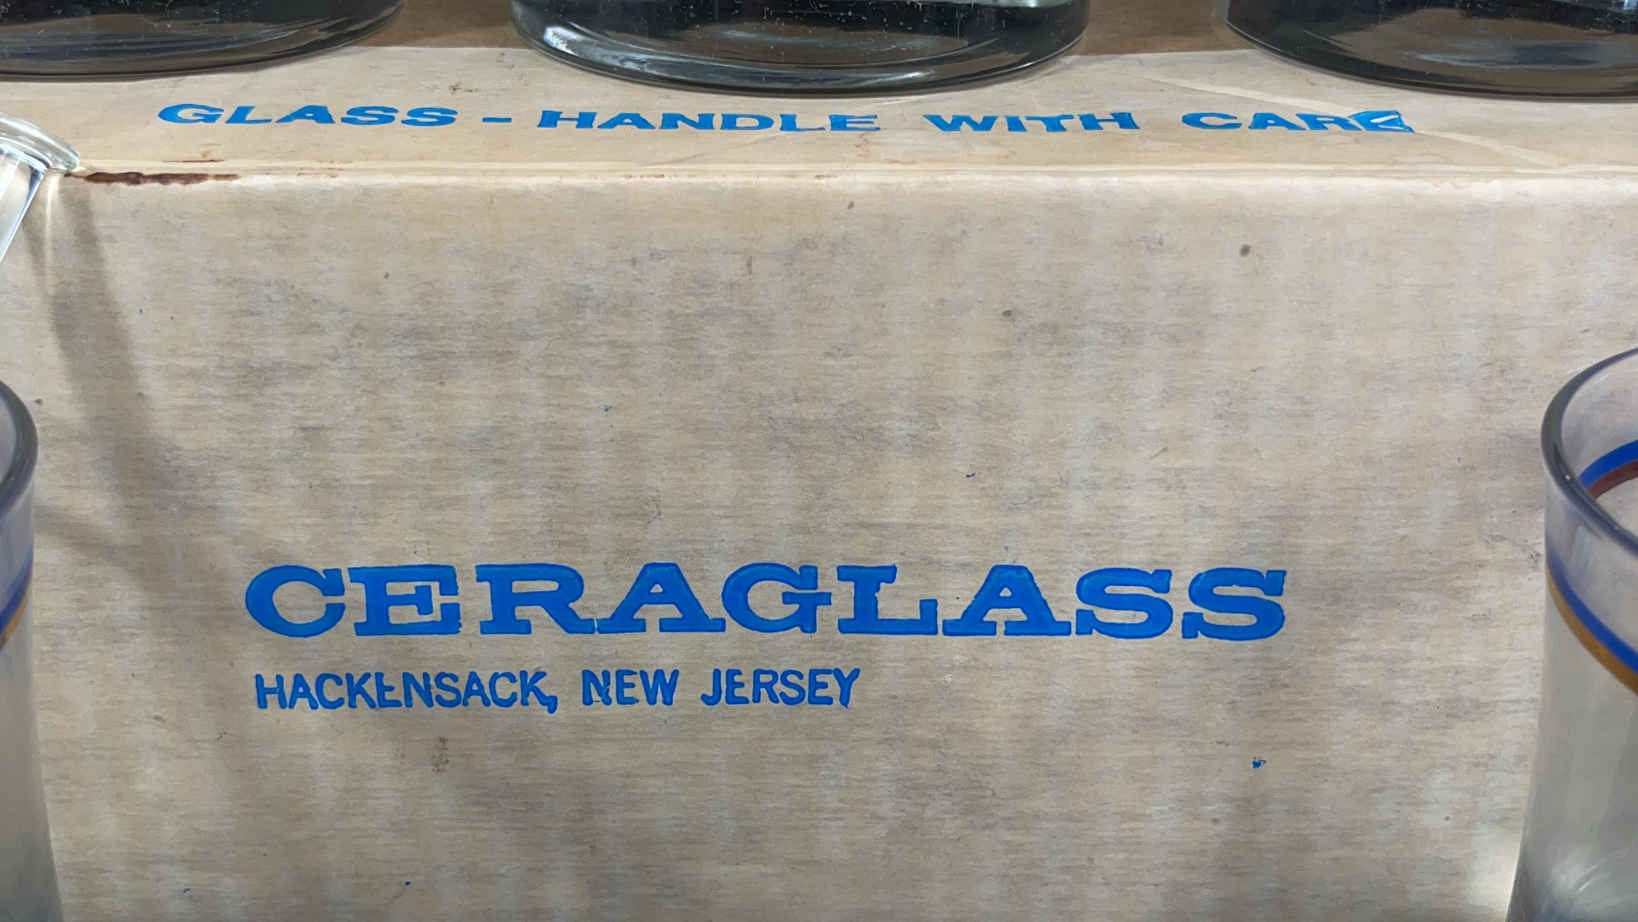 GLASS - HANDLE WITH CARE
CERAGLASS
HACKENSACK, NEW JERSEY